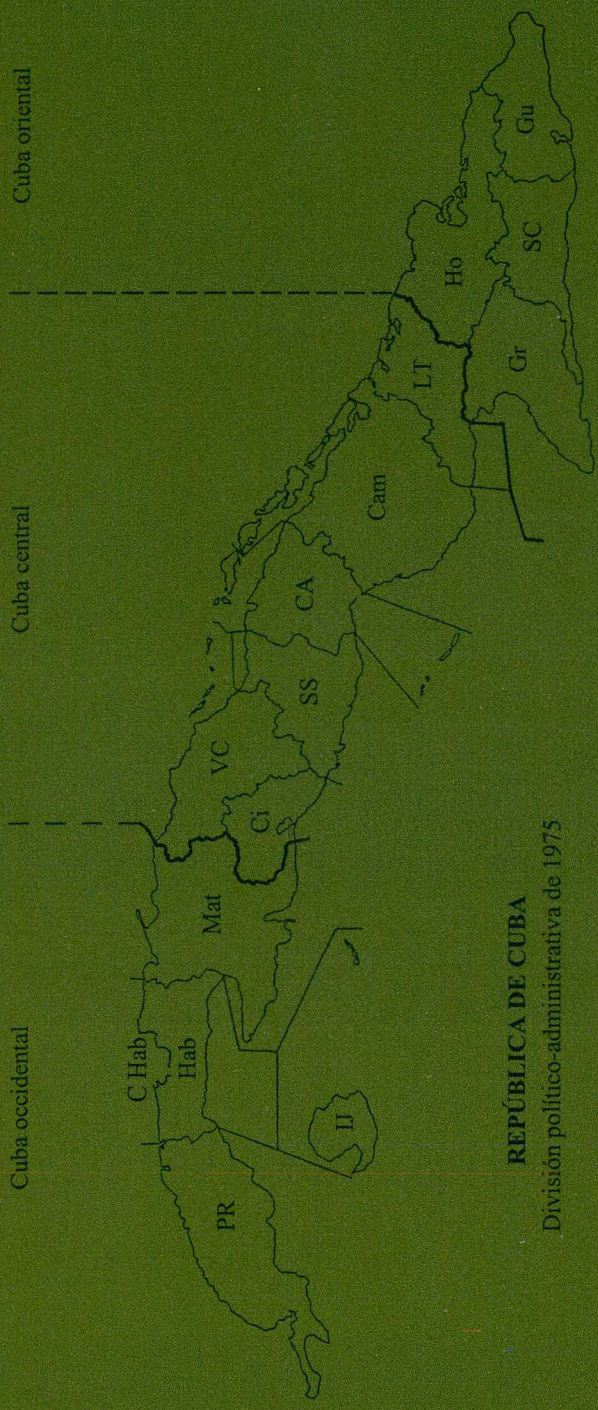 Cuba occidental
Cuba central
Cuba oriental
C Hab
Hab
PR
IJ
Mat
VC
Ci
SS
CA
Cam
LT
Ho
Gr
SC
Gu
REPÚBLICA DE CUBA
División político-administrativa de 1975